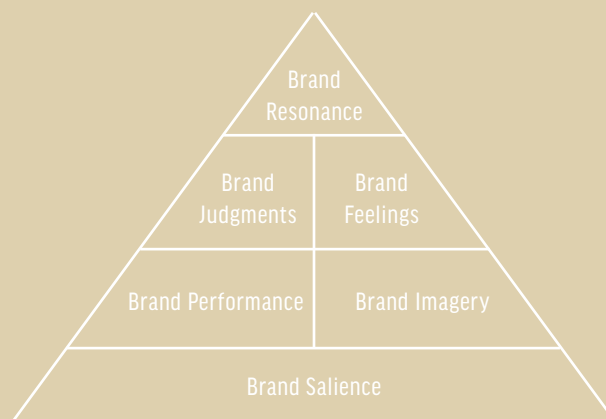 Brand
Resonance
Brand
Judgments
Brand
Feelings
Brand Performance
Brand Imagery
Brand Salience